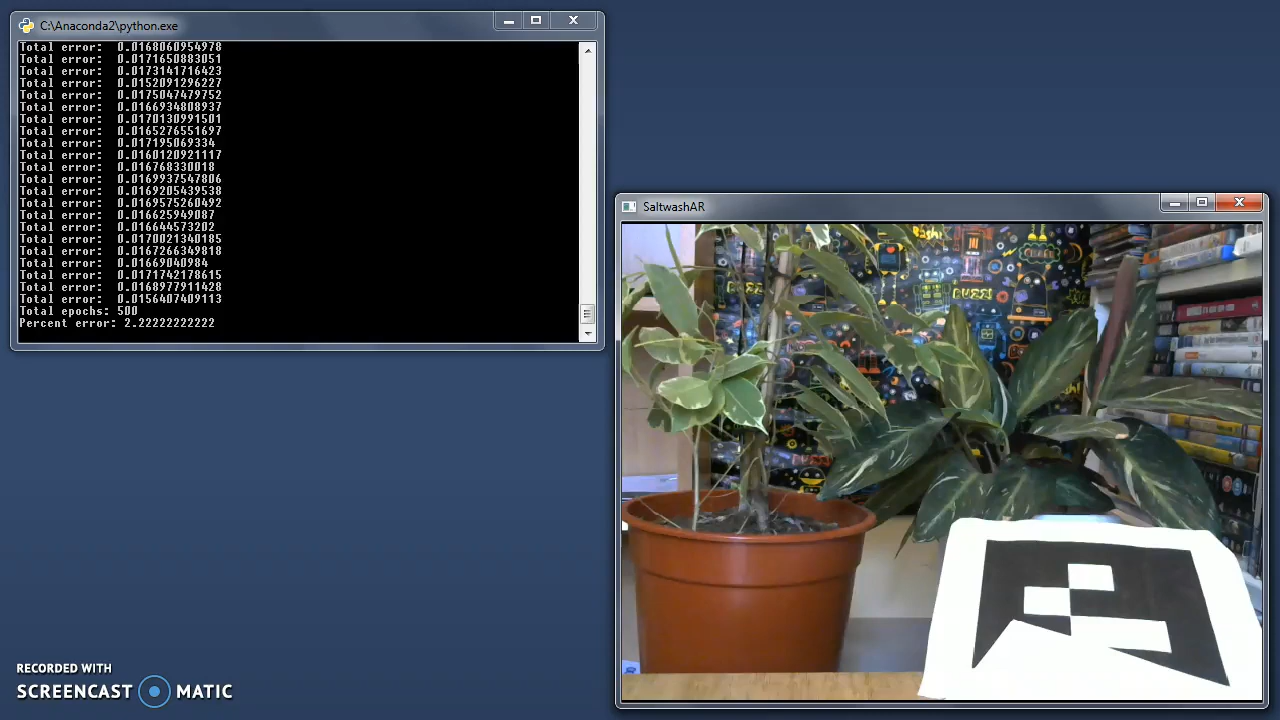 C:\Anaconda2\python.exe
Total error: 0.0168060954978
Total error: 0.0171650883051
Total error: 0.0173141716423
Total error: 0.0152091296227
Total error: 0.0175047479752
Total error: 0.0166934808937
Total error: 0.0170130991501
Total error: 0.0165276551697
Total error: 0.017195069334
Total error: 0.0160120921117
Total error: 0.016768330018
Total error: 0.0169937547806
Total error: 0.0169205439538
Total error: 0.0169575260492
Total error: 0.016625949087
Total error: 0.016644573202
Total error: 0.0170021340185
Total error: 0.0167266349618
Total error: 0.01669040984
Total error: 0.0171742178615
Total error: 0.0168977911428
Total error: 0.0156407409113
Total epochs: 500
Percent error: 2.22222222222
SaltwashAR
RECORDED WITH
SCREENCAST MATIC